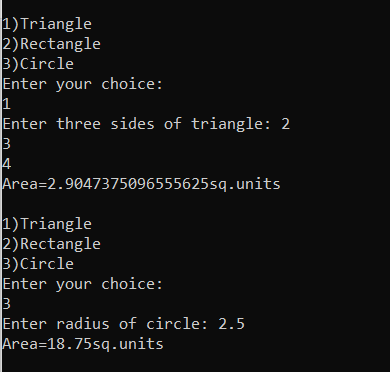 1)Triangle
2)Rectangle
3)Circle
Enter your choice:
1
Enter three sides of triangle: 2
3
4
Area=2.9047375096555625sq.units
1)Triangle
2)Rectangle
3)Circle
Enter your choice:
3
Enter radius of circle: 2.5
Area=18.75sq.units